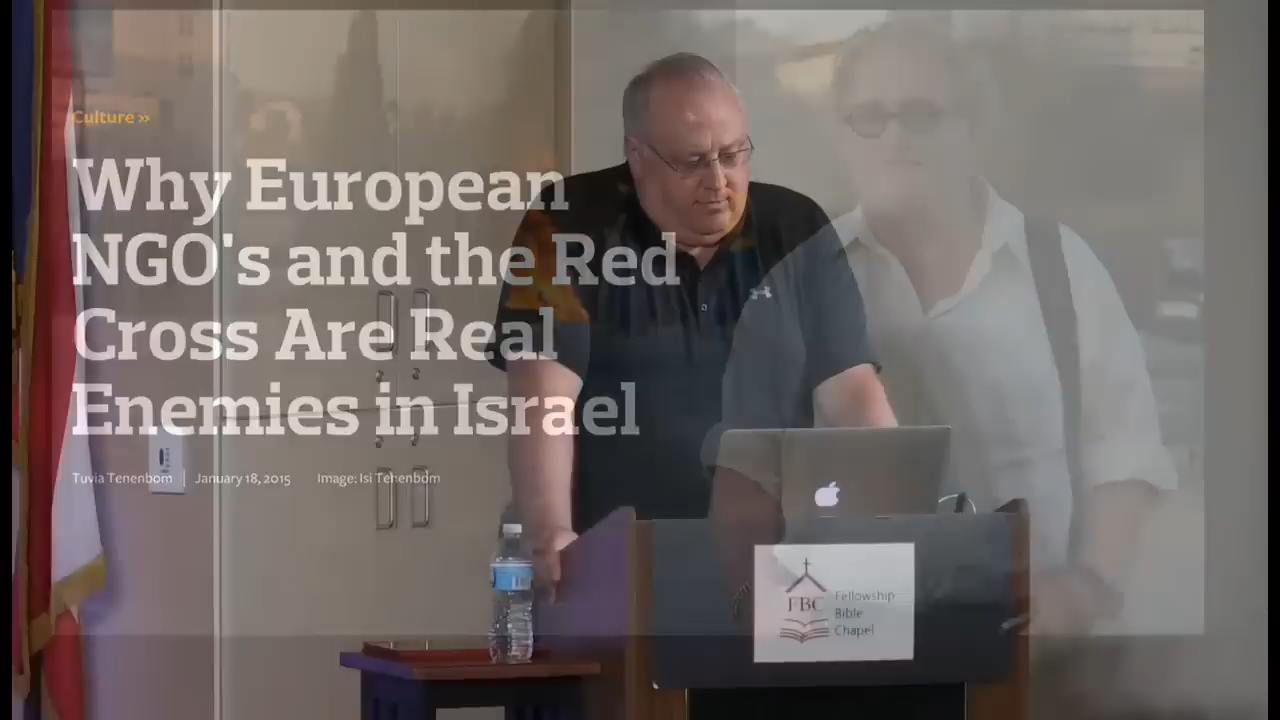 Culture »
Why European
NGO's and the Red
Cross Are Real
Enemies in Israel
Tuvia Tenenbom | January 18, 2015 Image: Isi Tenenbom
FBC
Fellowship
Bible
Chapel